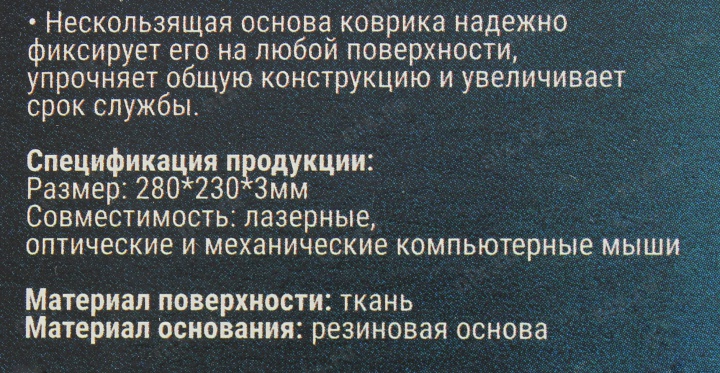 • Нескользящая основа коврика надежно
фиксирует его на любой поверхности,
упрочняет общую конструкцию и увеличивает
срок службы.
Спецификация продукции:
Размер: 280*230*3мм
Совместимость: лазерные,
оптические и механические компьютерные мыши
Материал поверхности: ткань
Материал основания: резиновая основа